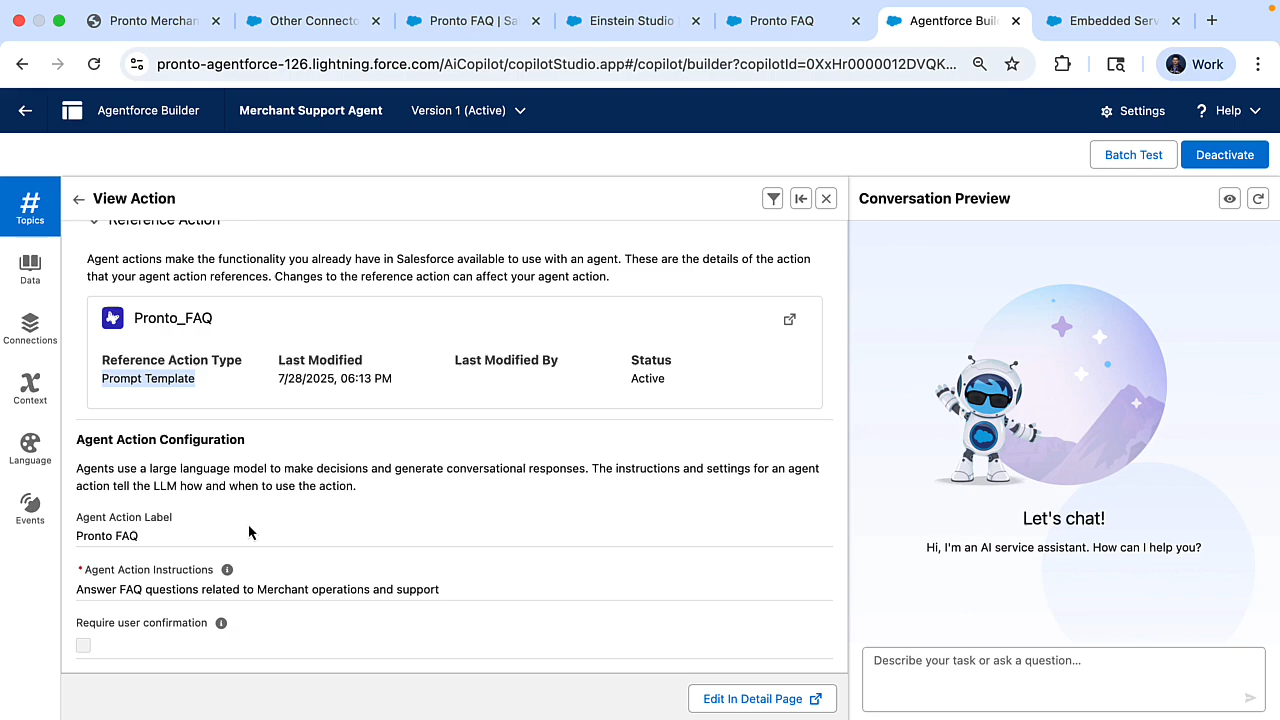 Pronto Merchan
Other Connecto
Pronto FAQ | Sa
Einstein Studio
Pronto FAQ
Agentforce Buil
Embedded Serv
pronto-agentforce-126.lightning.force.com/AiCopilot/copilotStudio.app#/copilot/builder?copilotId=0XxHr0000012DVQK...
Work
Agentforce Builder
Merchant Support Agent
Version 1 (Active)
Settings
? Help
Batch Test
Deactivate
# Topics
Data
Connections
Context
Language
Events
View Action
Reference Action
Agent actions make the functionality you already have in Salesforce available to use with an agent. These are the details of the action
that your agent action references. Changes to the reference action can affect your agent action.
Pronto_FAQ
Reference Action Type Last Modified Last Modified By Status
Prompt Template 7/28/2025, 06:13 PM Active
Agent Action Configuration
Agents use a large language model to make decisions and generate conversational responses. The instructions and settings for an agent
action tell the LLM how and when to use the action.
Agent Action Label
Pronto FAQ
* Agent Action Instructions
Answer FAQ questions related to Merchant operations and support
Require user confirmation
Edit In Detail Page
Conversation Preview
Let's chat!
Hi, I'm an AI service assistant. How can I help you?
Describe your task or ask a question...